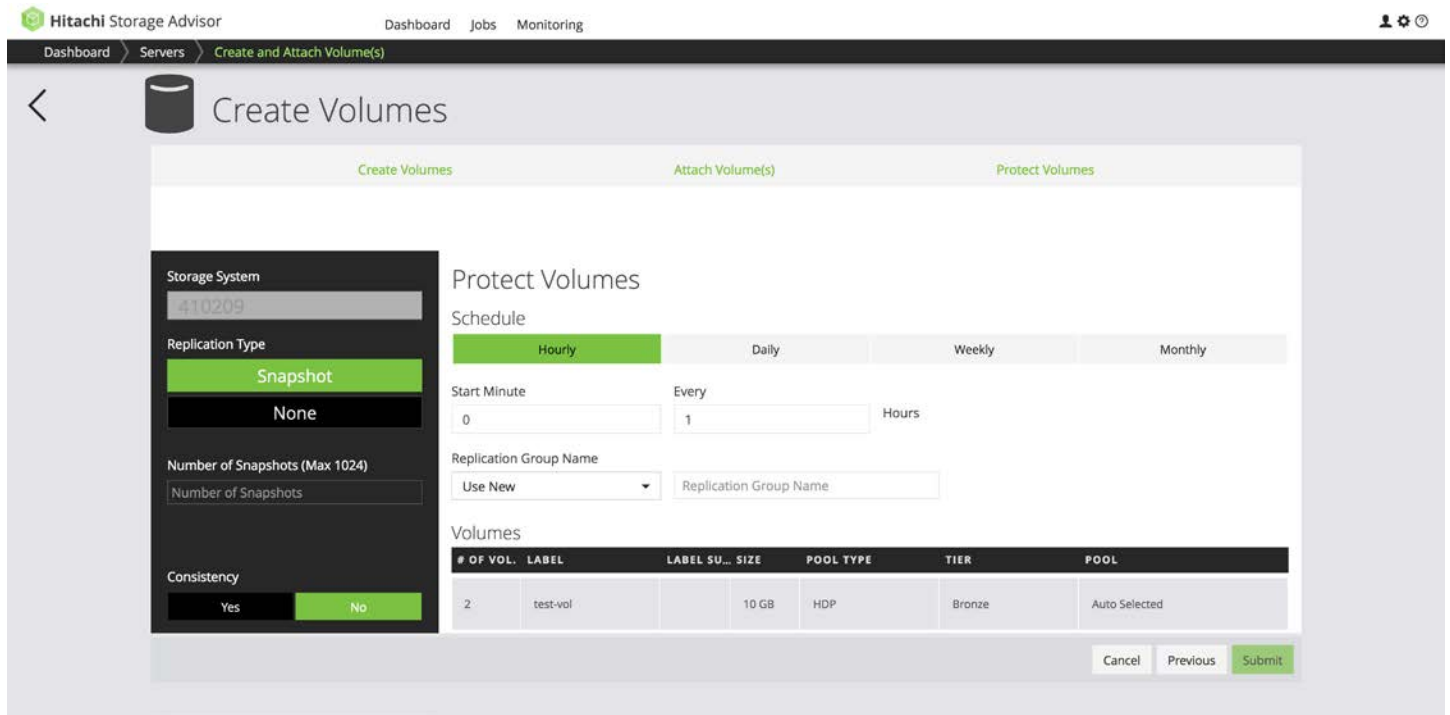 Hitachi Storage Advisor
Dashboard Jobs Monitoring
Dashboard Servers Create and Attach Volume(s)
Create Volumes
Create Volumes Attach Volume(s) Protect Volumes
Storage System
410209
Replication Type
Snapshot
None
Number of Snapshots (Max 1024)
Number of Snapshots
Consistency
Yes No
Protect Volumes
Schedule
Hourly Daily Weekly Monthly
Start Minute Every
0 1 Hours
Replication Group Name
Use New Replication Group Name
Volumes
# OF VOL. LABEL LABEL SU... SIZE POOL TYPE TIER POOL
2 test-vol 10 GB HDP Bronze Auto Selected
Cancel Previous Submit